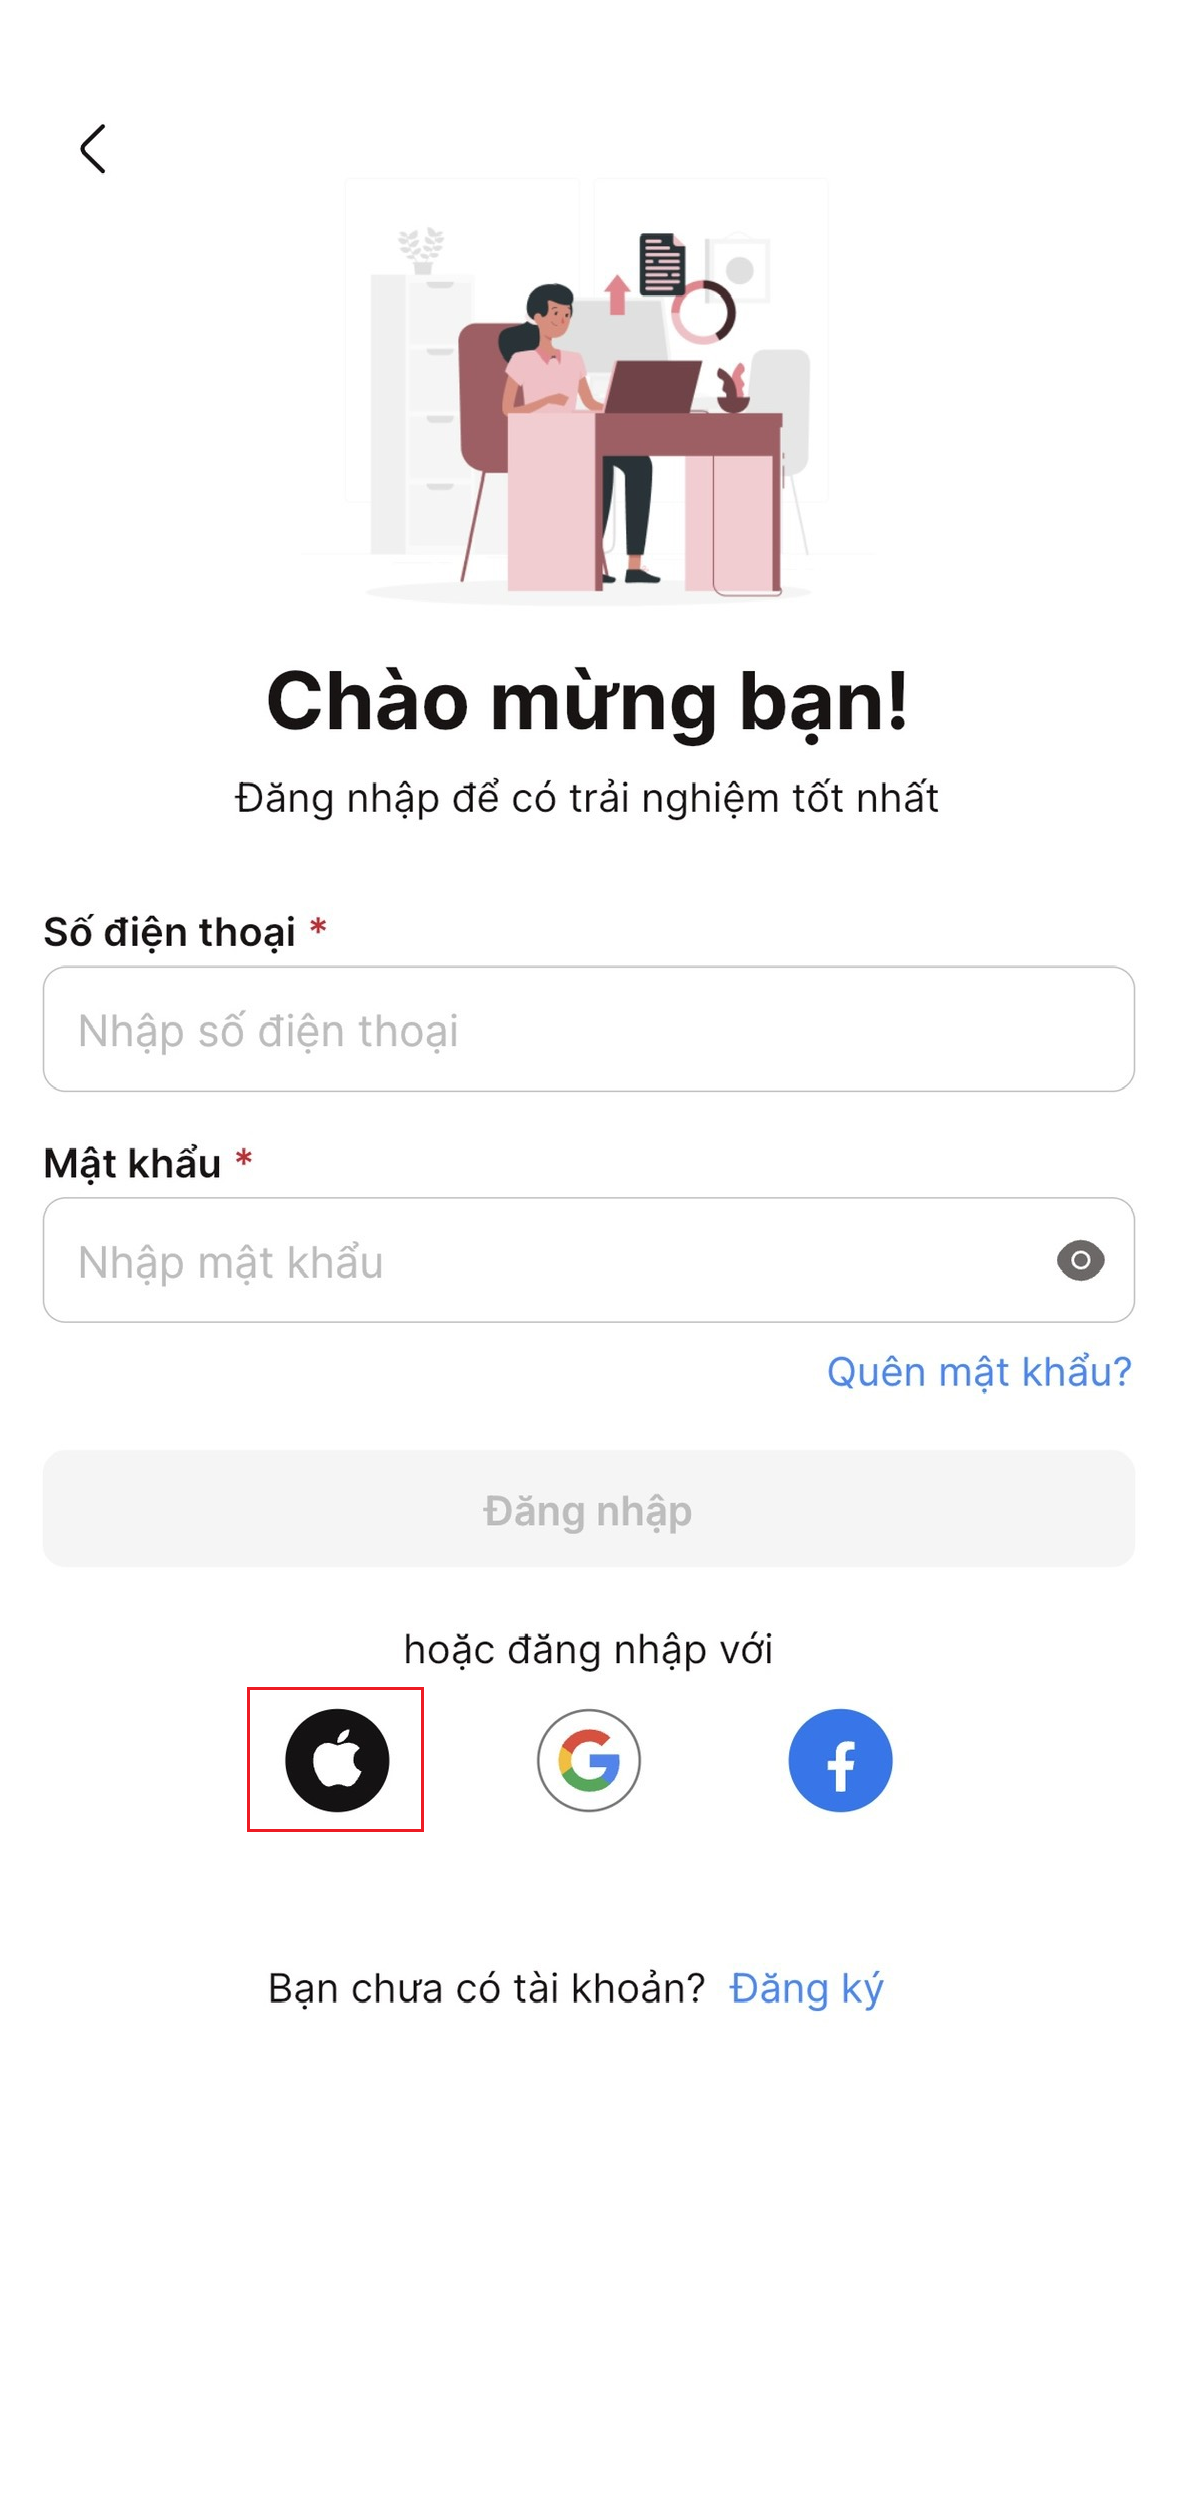 Chào mừng bạn!
Đăng nhập để có trải nghiệm tốt nhất
Số điện thoại *
Nhập số điện thoại
Mật khẩu *
Nhập mật khẩu
Quên mật khẩu?
Đăng nhập
hoặc đăng nhập với
Bạn chưa có tài khoản? Đăng ký